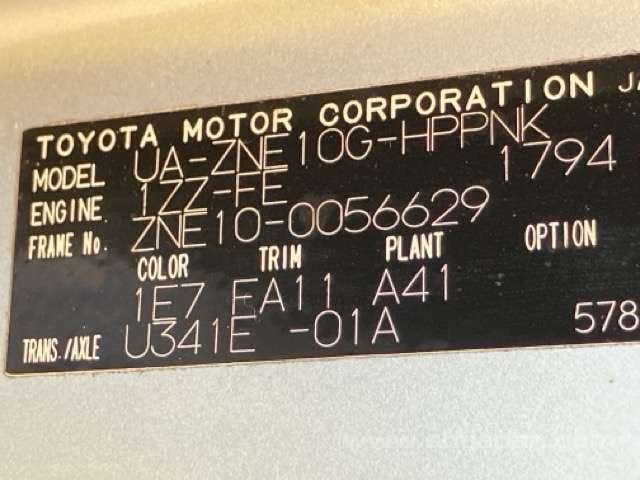 TOYOTA MOTOR CORPORATION JA
MODEL UA-ZNE10G-HPPNK
ENGINE 1ZZ-FE 1794
FRAME No. ZNE10-0056629
COLOR TRIM PLANT OPTION
1E7 EA11 A41
TRANS./AXLE U341E -01A 578